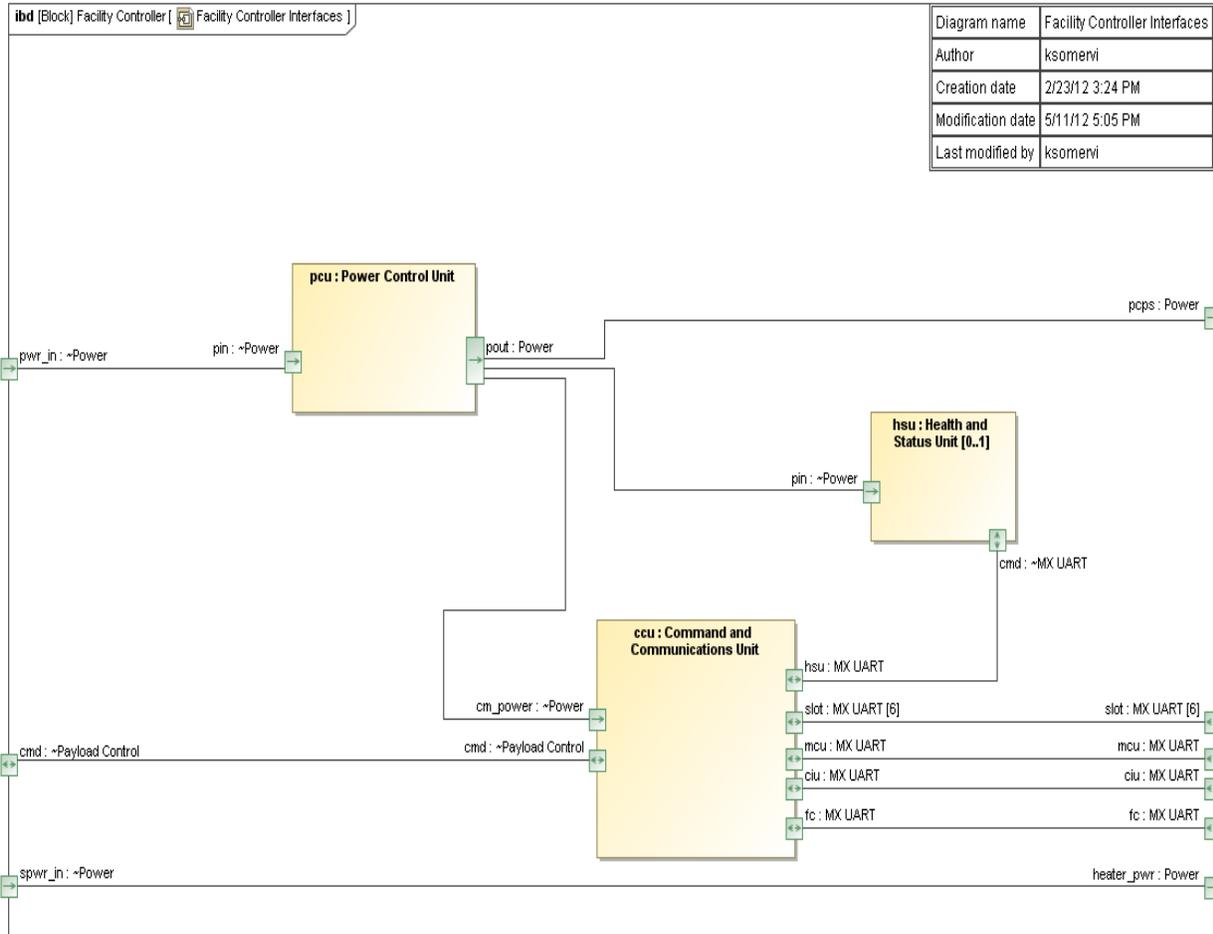 ibd [Block] Facility Controller [ Facility Controller Interfaces ]
Diagram name Facility Controller Interfaces
Author ksomervi
Creation date 2/23/12 3:24 PM
Modification date 5/11/12 5:05 PM
Last modified by ksomervi
pcu : Power Control Unit
pcps : Power
pwr_in : ~Power
pin : ~Power
pout : Power
hsu : Health and
Status Unit [0..1]
pin : ~Power
cmd : ~MX UART
ccu : Command and
Communications Unit
hsu : MX UART
cm_power : ~Power
slot : MX UART [6]
slot : MX UART [6]
cmd : ~Payload Control
cmd : ~Payload Control
mcu : MX UART
mcu : MX UART
ciu : MX UART
ciu : MX UART
fc : MX UART
fc : MX UART
spwr_in : ~Power
heater_pwr : Power